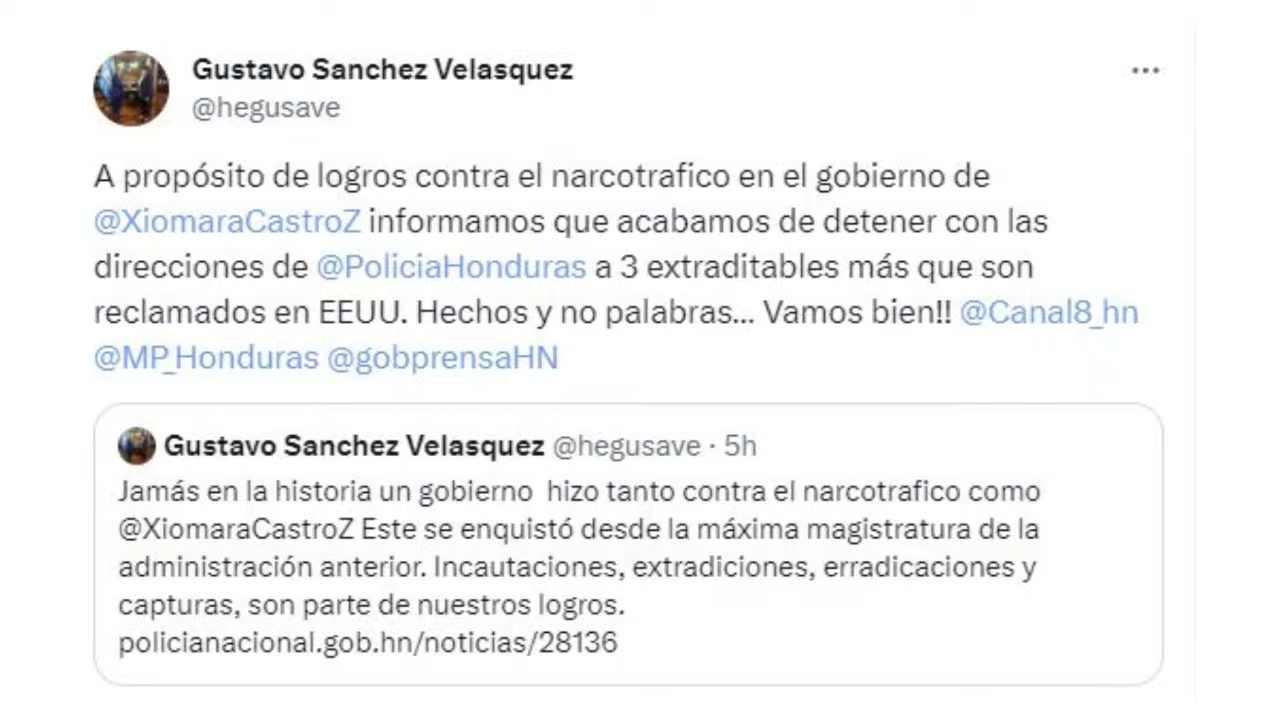 Gustavo Sanchez Velasquez
@hegusave
A propósito de logros contra el narcotrafico en el gobierno de
@XiomaraCastroZ informamos que acabamos de detener con las
direcciones de @PoliciaHonduras a 3 extraditables más que son
reclamados en EEUU. Hechos y no palabras... Vamos bien!! @Canal8_hn
@MP_Honduras @gobprensaHN
Gustavo Sanchez Velasquez @hegusave · 5h
Jamás en la historia un gobierno  hizo tanto contra el narcotrafico como
@XiomaraCastroZ Este se enquistó desde la máxima magistratura de la
administración anterior. Incautaciones, extradiciones, erradicaciones y
capturas, son parte de nuestros logros.
policianacional.gob.hn/noticias/28136